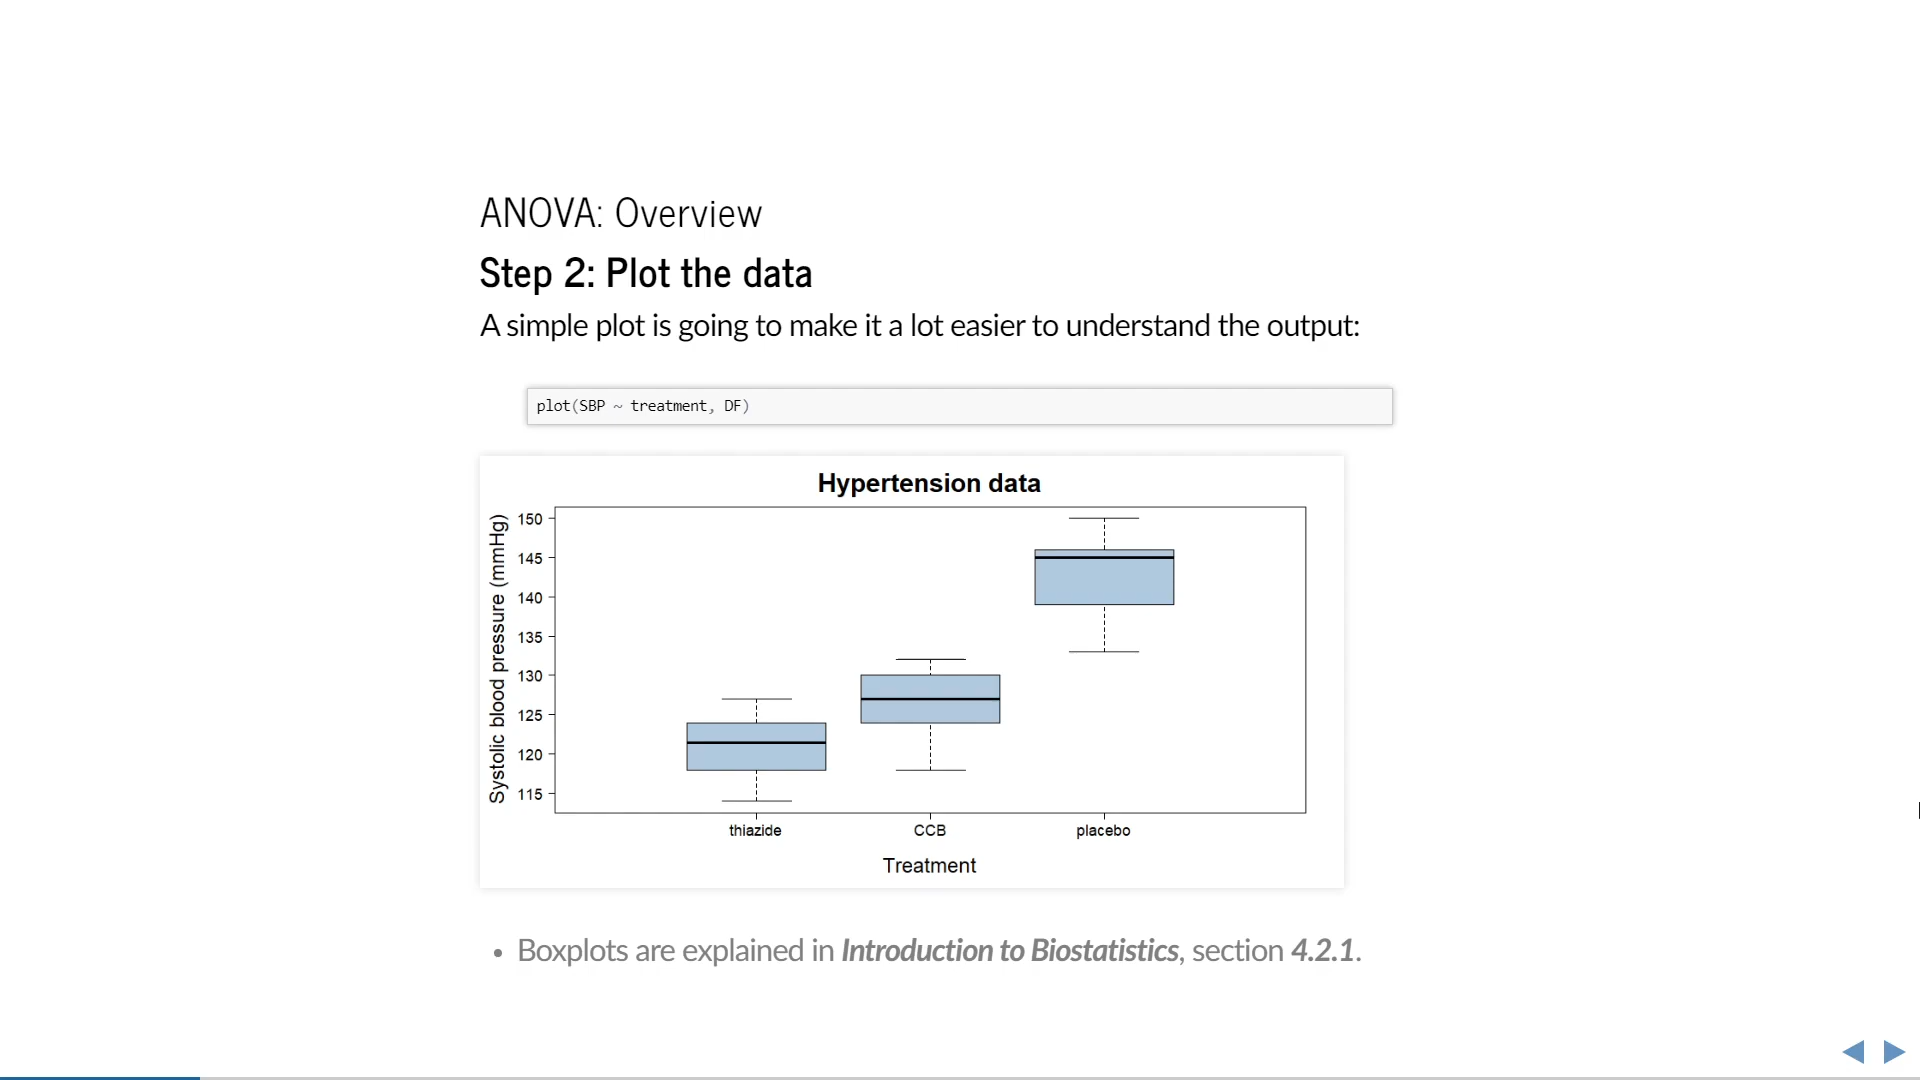 ANOVA: Overview
Step 2: Plot the data
A simple plot is going to make it a lot easier to understand the output:
plot(SBP ~ treatment, DF)
Hypertension data
Systolic blood pressure (mmHg)
150
145
140
135
130
125
120
115
thiazide CCB placebo
Treatment
• Boxplots are explained in Introduction to Biostatistics, section 4.2.1.